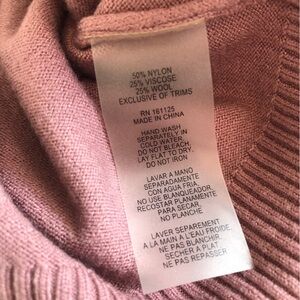 50% NYLON
25% VISCOSE
25% WOOL
EXCLUSIVE OF TRIMS
RN 161125
MADE IN CHINA
HAND WASH
SEPARATELY IN
COLD WATER.
DO NOT BLEACH.
LAY FLAT TO DRY.
DO NOT IRON
LAVAR A MANO
SEPARADAMENTE
CON AGUA FRIA
NO USE BLANQUEADOR
RECOSTAR PLANAMENTE
PARA SECAR
NO PLANCHE
LAVER SEPAREMENT
A LA MAIN A L'EAU FROIDE
NE PAS BLANCHIR
SECHER A PLAT
NE PAS REPASSER